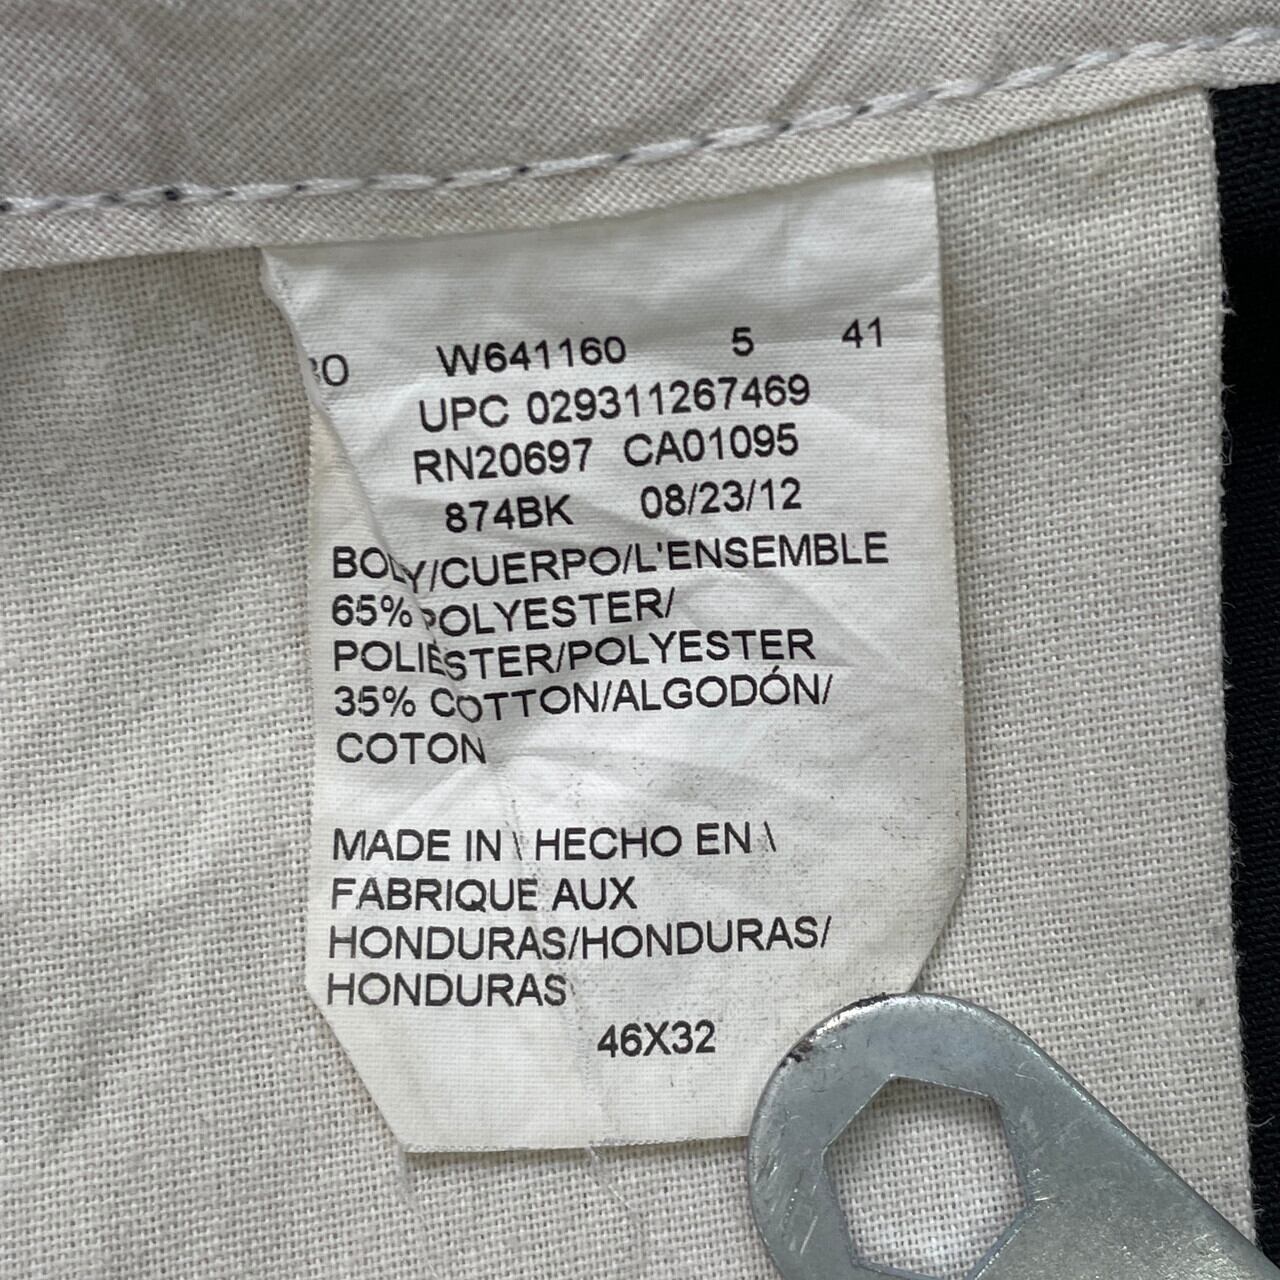 W641160 5 41
UPC 029311267469
RN20697 CA01095
874BK 08/23/12
BODY/CUERPO/L'ENSEMBLE
65% POLYESTER/
POLIÉSTER/POLYESTER
35% COTTON/ALGODÓN/
COTON
MADE IN \ HECHO EN \
FABRIQUE AUX
HONDURAS/HONDURAS/
HONDURAS
46X32